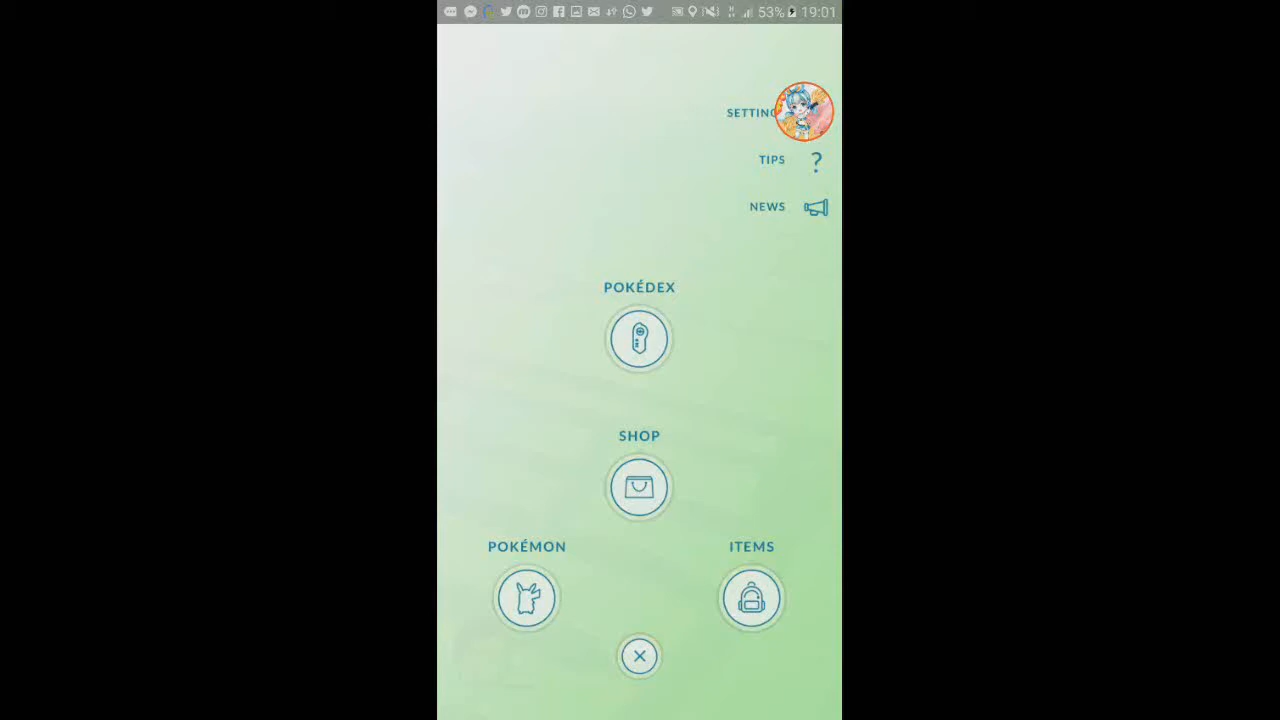 53% 19:01
SETTING
TIPS
?
NEWS
POKÉDEX
SHOP
POKÉMON
ITEMS